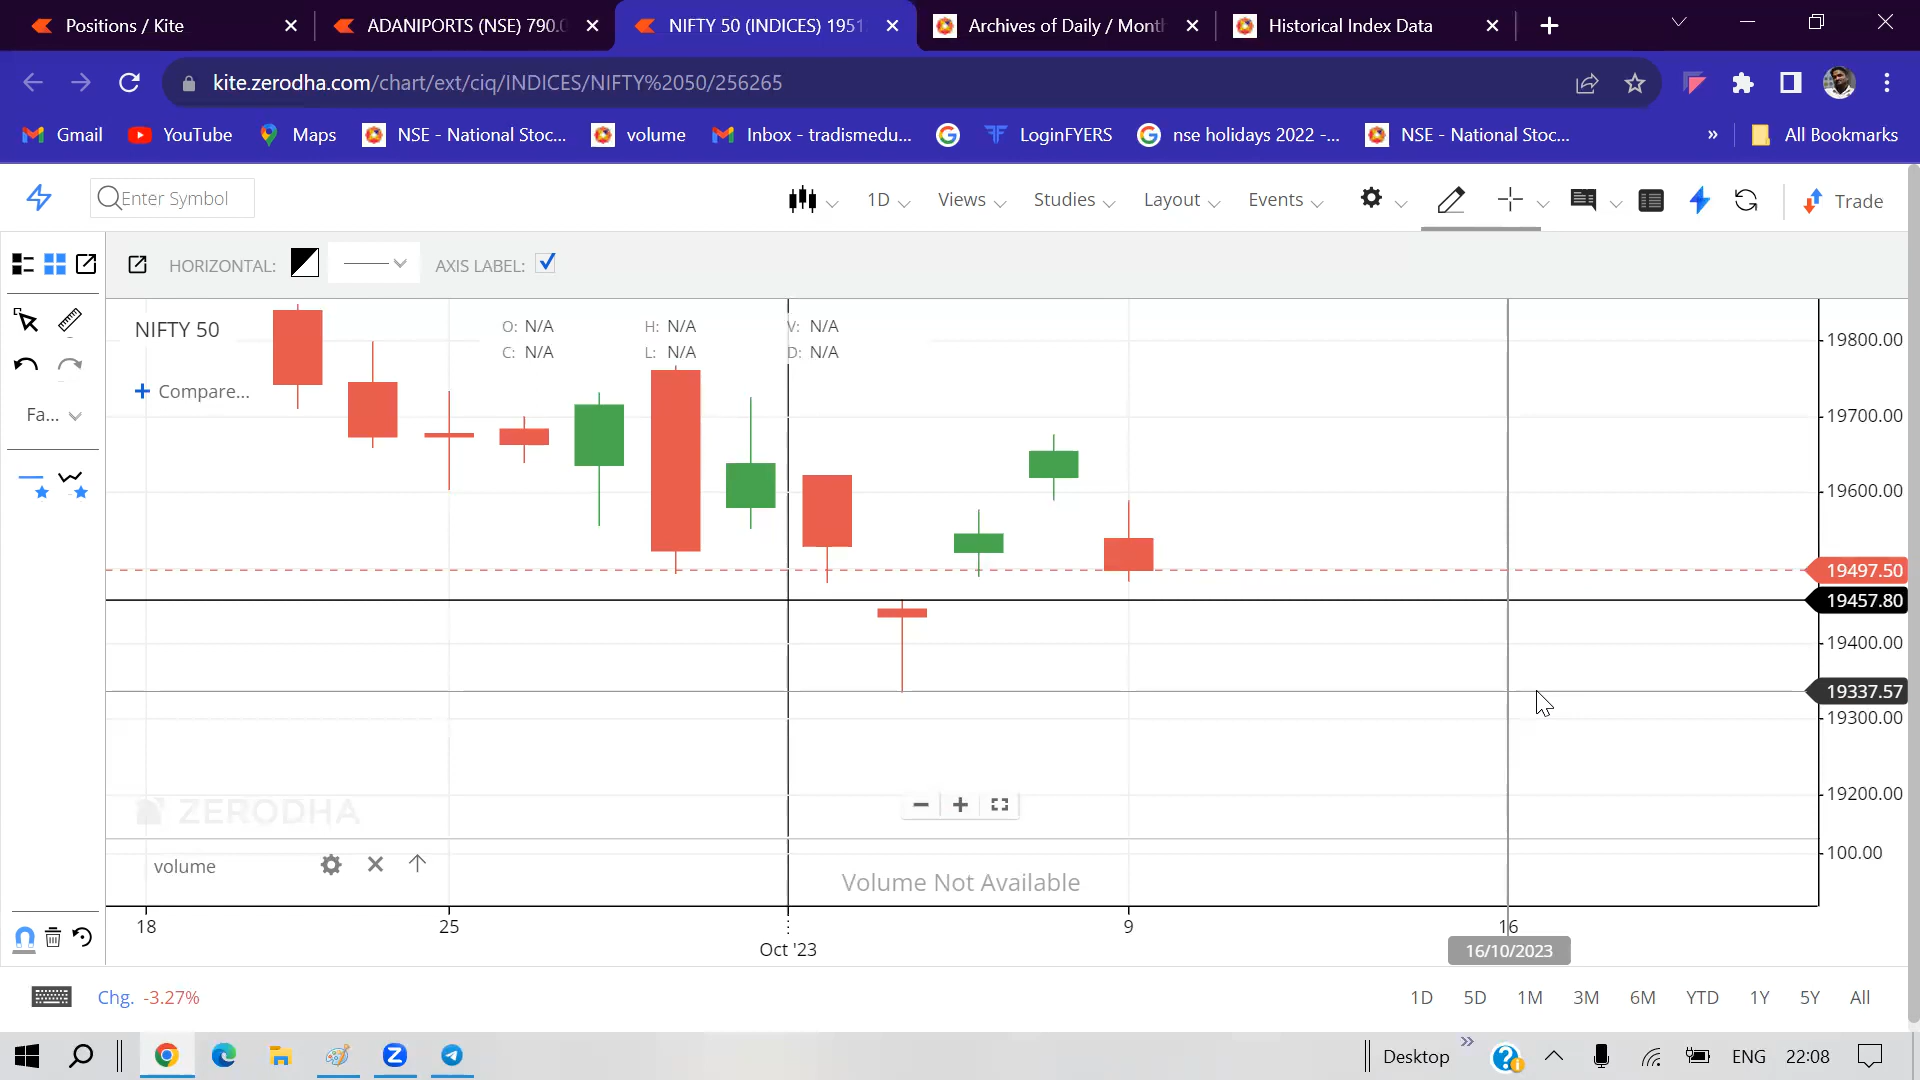 Positions / Kite
ADANIPORTS (NSE) 790.
NIFTY 50 (INDICES) 1951
Archives of Daily / Mont
Historical Index Data
kite.zerodha.com/chart/ext/ciq/INDICES/NIFTY%2050/256265
Gmail
YouTube
Maps
NSE - National Stoc...
volume
Inbox - tradismedu...
LoginFYERS
nse holidays 2022 -...
NSE - National Stoc...
»
All Bookmarks
Enter Symbol
1D
Views
Studies
Layout
Events
Trade
HORIZONTAL:
AXIS LABEL:
Fa...
NIFTY 50
O: N/A
H: N/A
V: N/A
C: N/A
L: N/A
D: N/A
+ Compare...
19800.00
19700.00
19600.00
19497.50
19457.80
19400.00
19337.57
19300.00
19200.00
100.00
ZERODHA
volume
Volume Not Available
18
25
Oct '23
9
16
16/10/2023
Chg. -3.27%
1D
5D
1M
3M
6M
YTD
1Y
5Y
All
Desktop
ENG
22:08